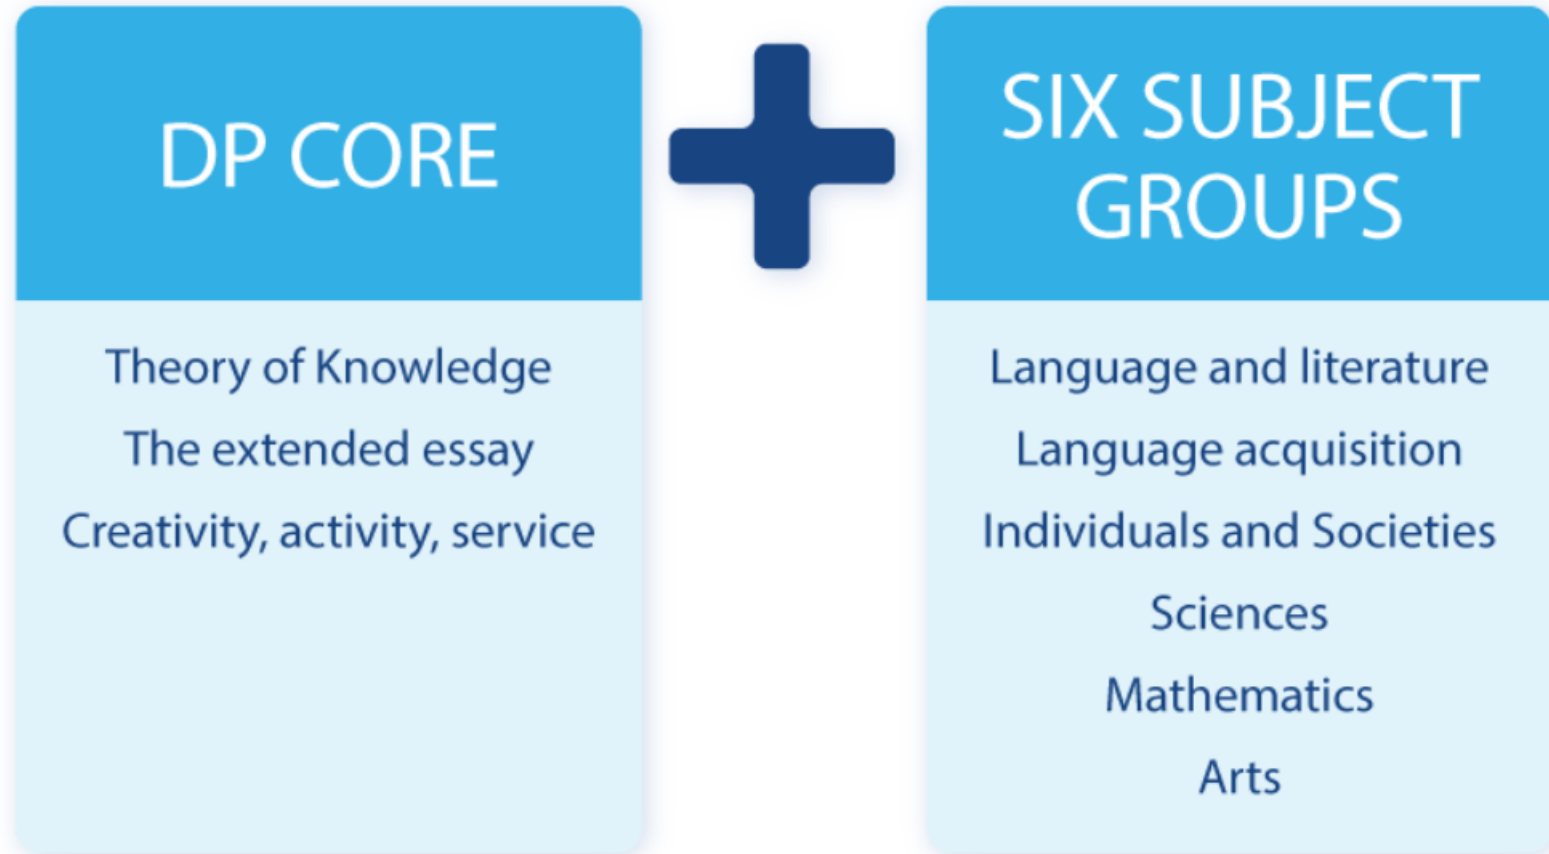 DP CORE
Theory of Knowledge
The extended essay
Creativity, activity, service
SIX SUBJECT
GROUPS
Language and literature
Language acquisition
Individuals and Societies
Sciences
Mathematics
Arts